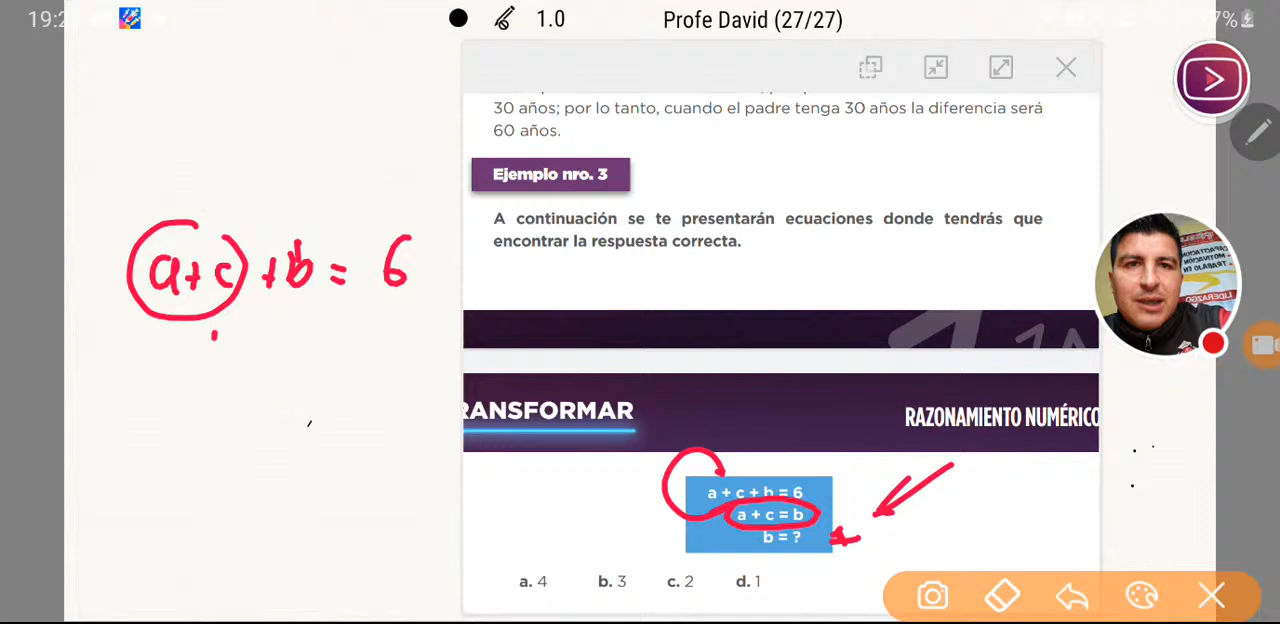 1.0
Profe David (27/27)
30 años; por lo tanto, cuando el padre tenga 30 años la diferencia será
60 años.
Ejemplo nro. 3
A continuación se te presentarán ecuaciones donde tendrás que
encontrar la respuesta correcta.
a+c+b = 6
RANSFORMAR
RAZONAMIENTO NUMÉRICO
a + c + b = 6
a + c = b
b = ?
a. 4 b. 3 c. 2 d. 1